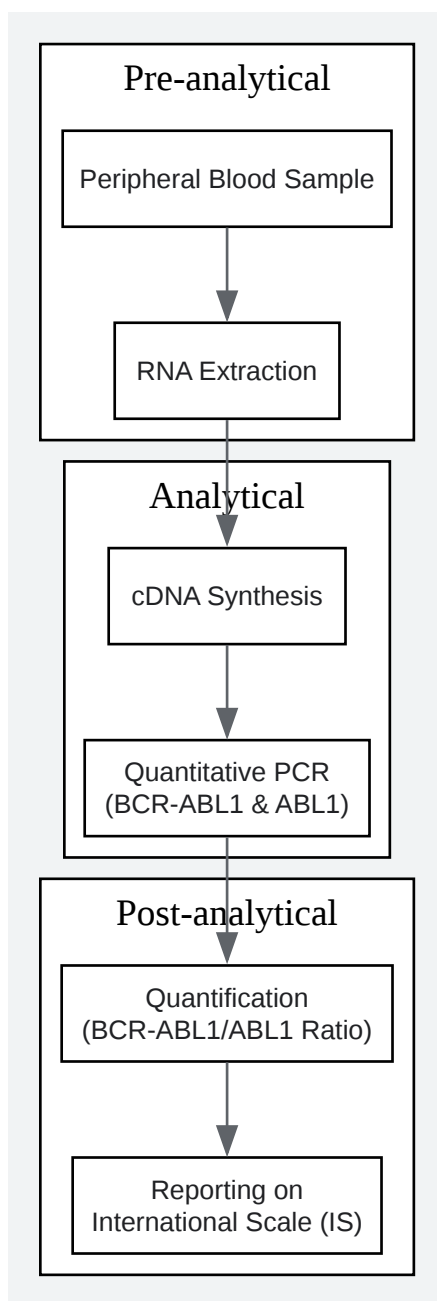 Pre-analytical
Peripheral Blood Sample
RNA Extraction
Analytical
cDNA Synthesis
Quantitative PCR
(BCR-ABL1 & ABL1)
Post-analytical
Quantification
(BCR-ABL1/ABL1 Ratio)
Reporting on
International Scale (IS)